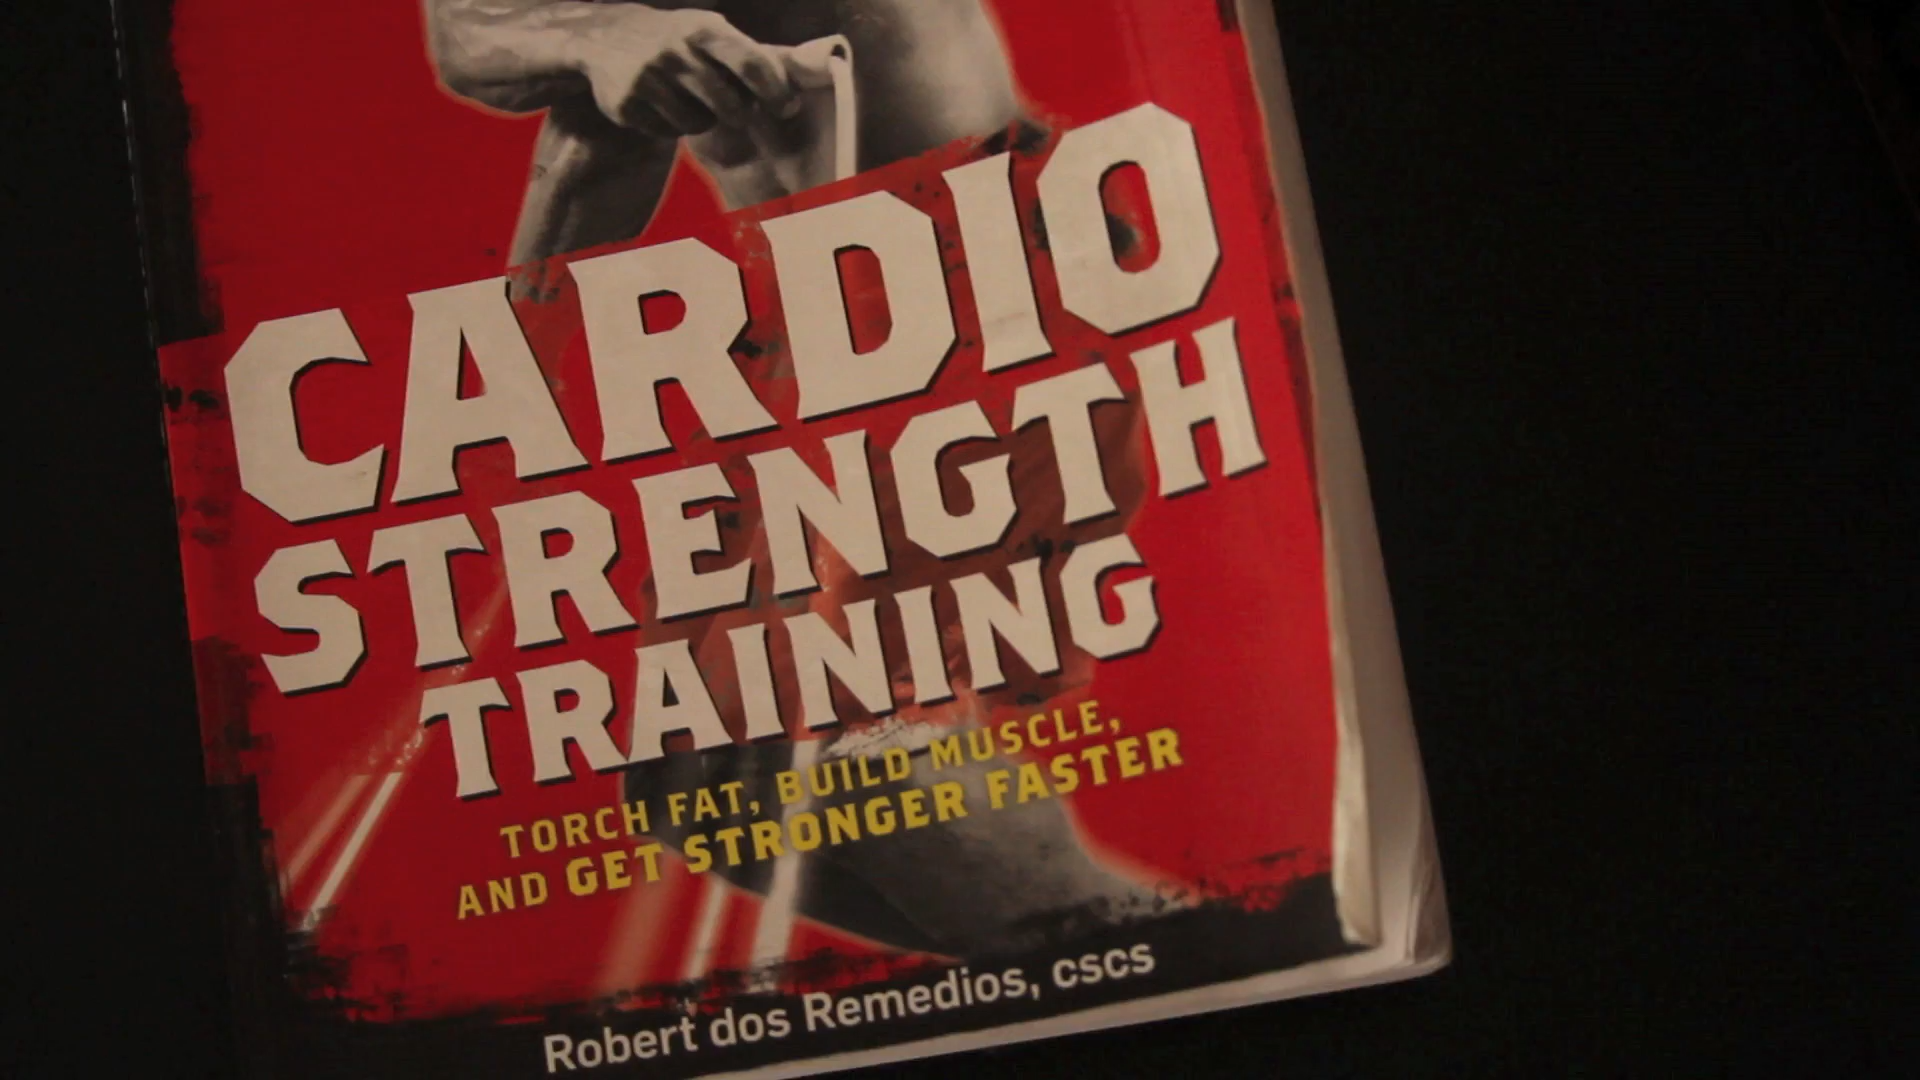 CARDIO
STRENGTH
TRAINING
TORCH FAT, BUILD MUSCLE,
AND GET STRONGER FASTER
Robert dos Remedios, CSCS